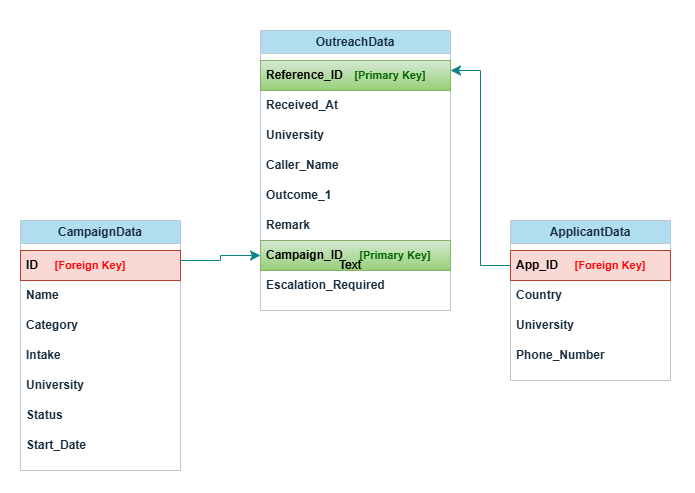 OutreachData
Reference_ID [Primary Key]
Received_At
University
Caller_Name
Outcome_1
Remark
Campaign_ID [Primary Key]
Text
Escalation_Required
CampaignData
ID [Foreign Key]
Name
Category
Intake
University
Status
Start_Date
ApplicantData
App_ID [Foreign Key]
Country
University
Phone_Number